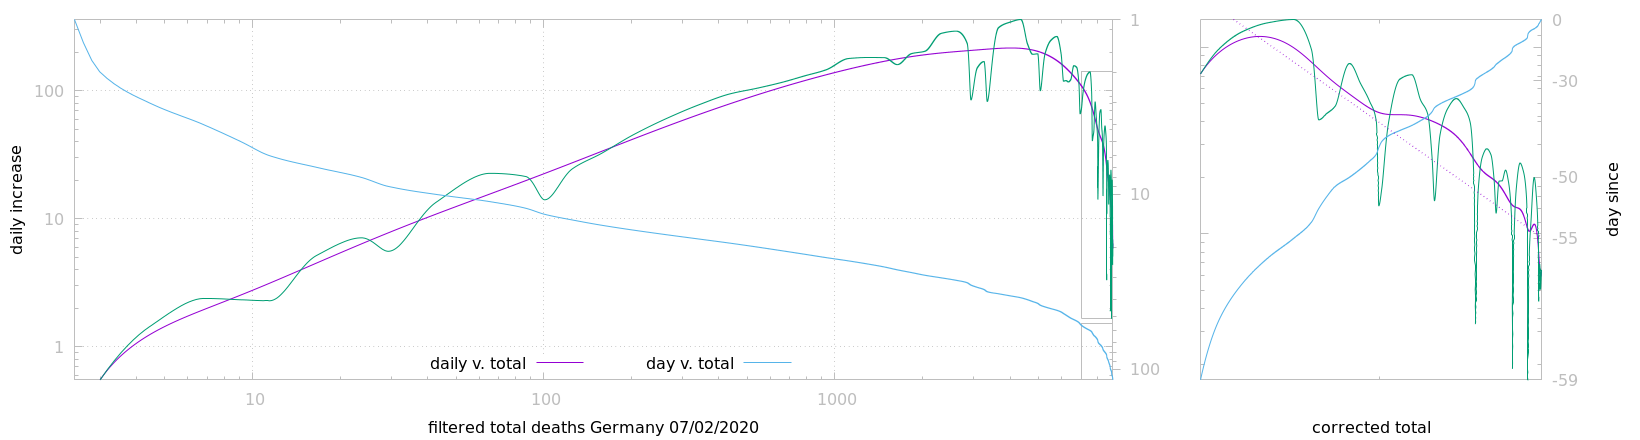 daily increase
100
10
1
10
100
1000
filtered total deaths Germany 07/02/2020
daily v. total
day v. total
1
10
100
0
-30
-50
-55
-59
day since
corrected total